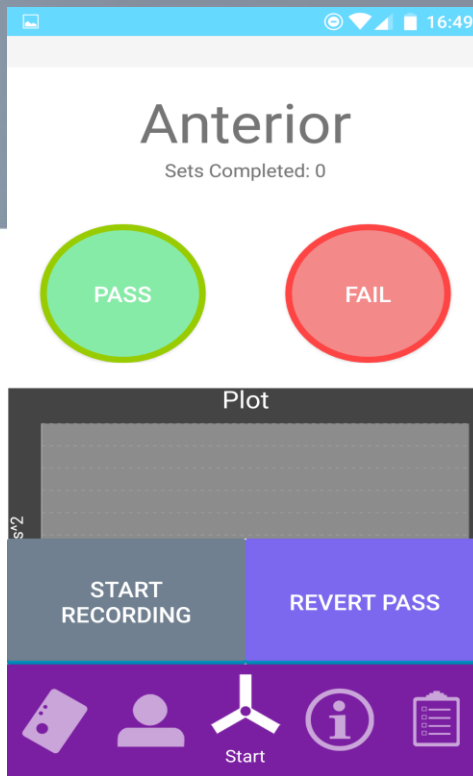 16:49
Anterior
Sets Completed: 0
PASS
FAIL
Plot
s^2
START
RECORDING
REVERT PASS
Start